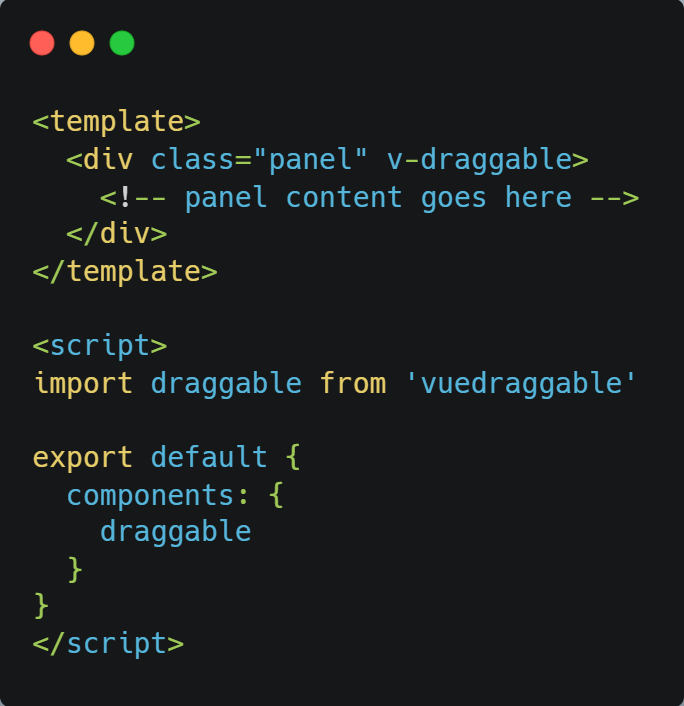 <template>
  <div class="panel" v-draggable>
    <!-- panel content goes here -->
  </div>
</template>

<script>
import draggable from 'vuedraggable'

export default {
  components: {
    draggable
  }
}
</script>